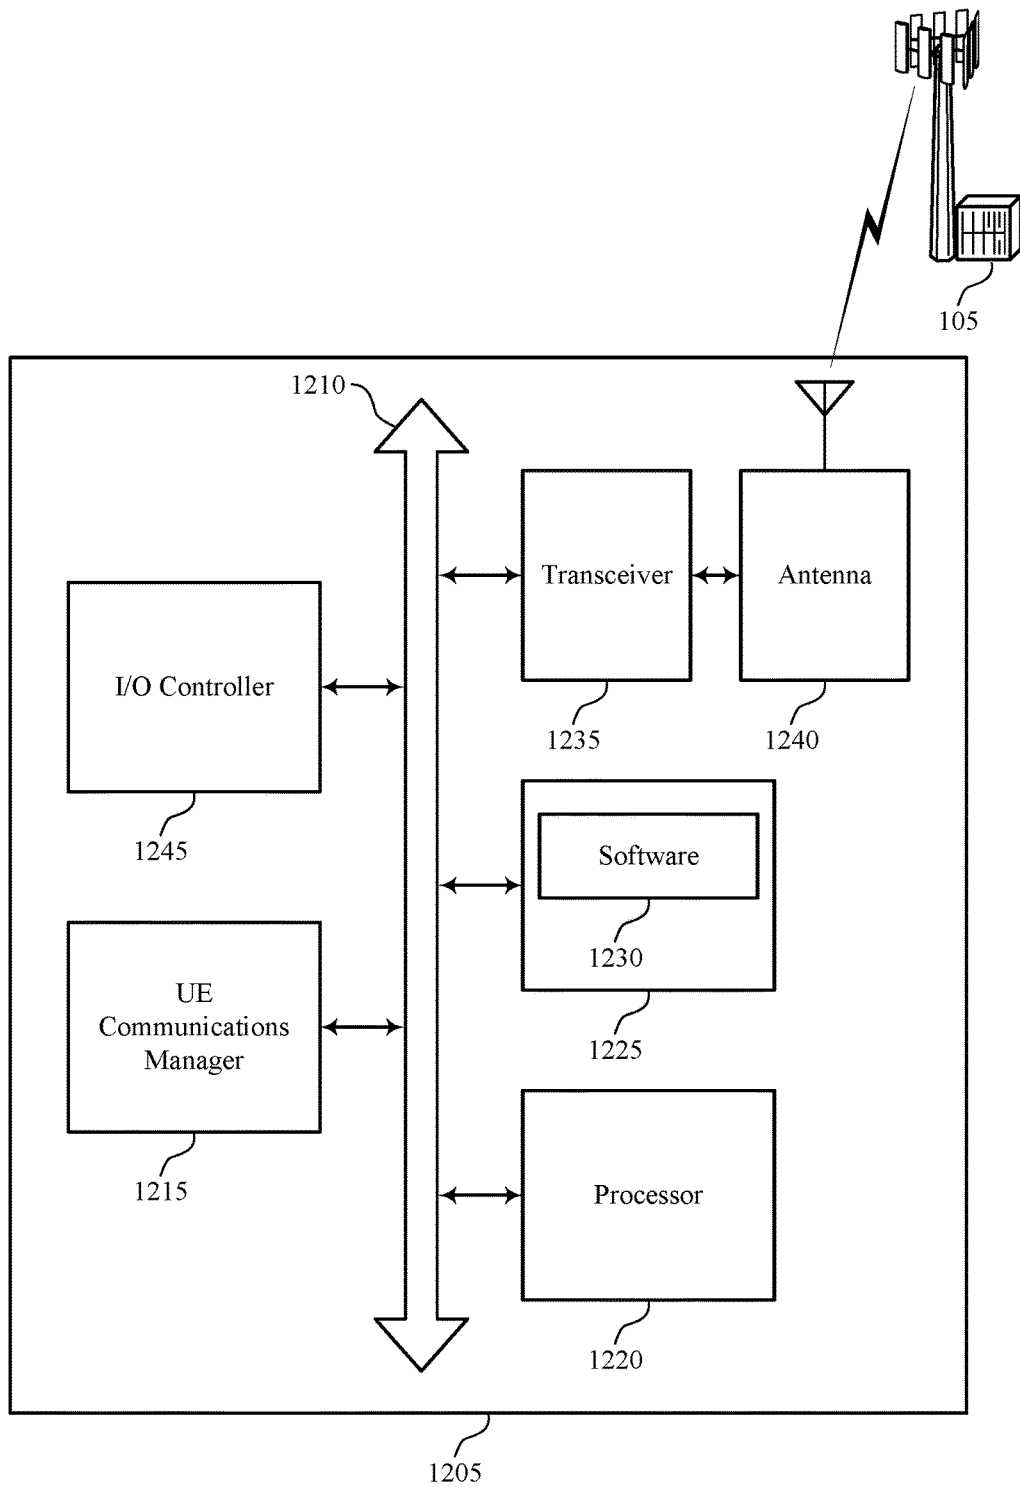 105
1210
Transceiver
Antenna
I/O Controller
1235
1240
1245
Software
1230
UE
Communications
Manager
1225
1215
Processor
1220
1205